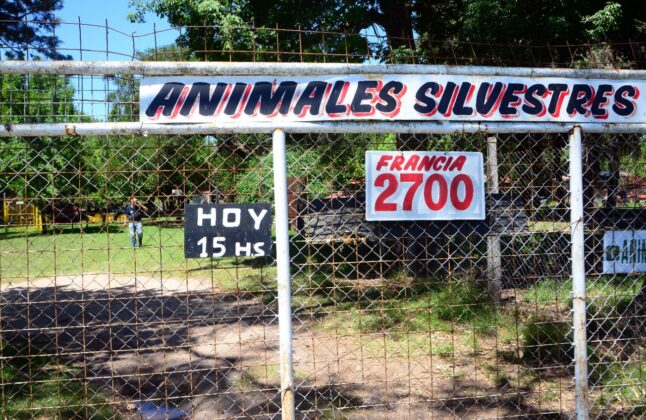 ANIMALES SILVESTRES
FRANCIA
2700
HOY
15 HS